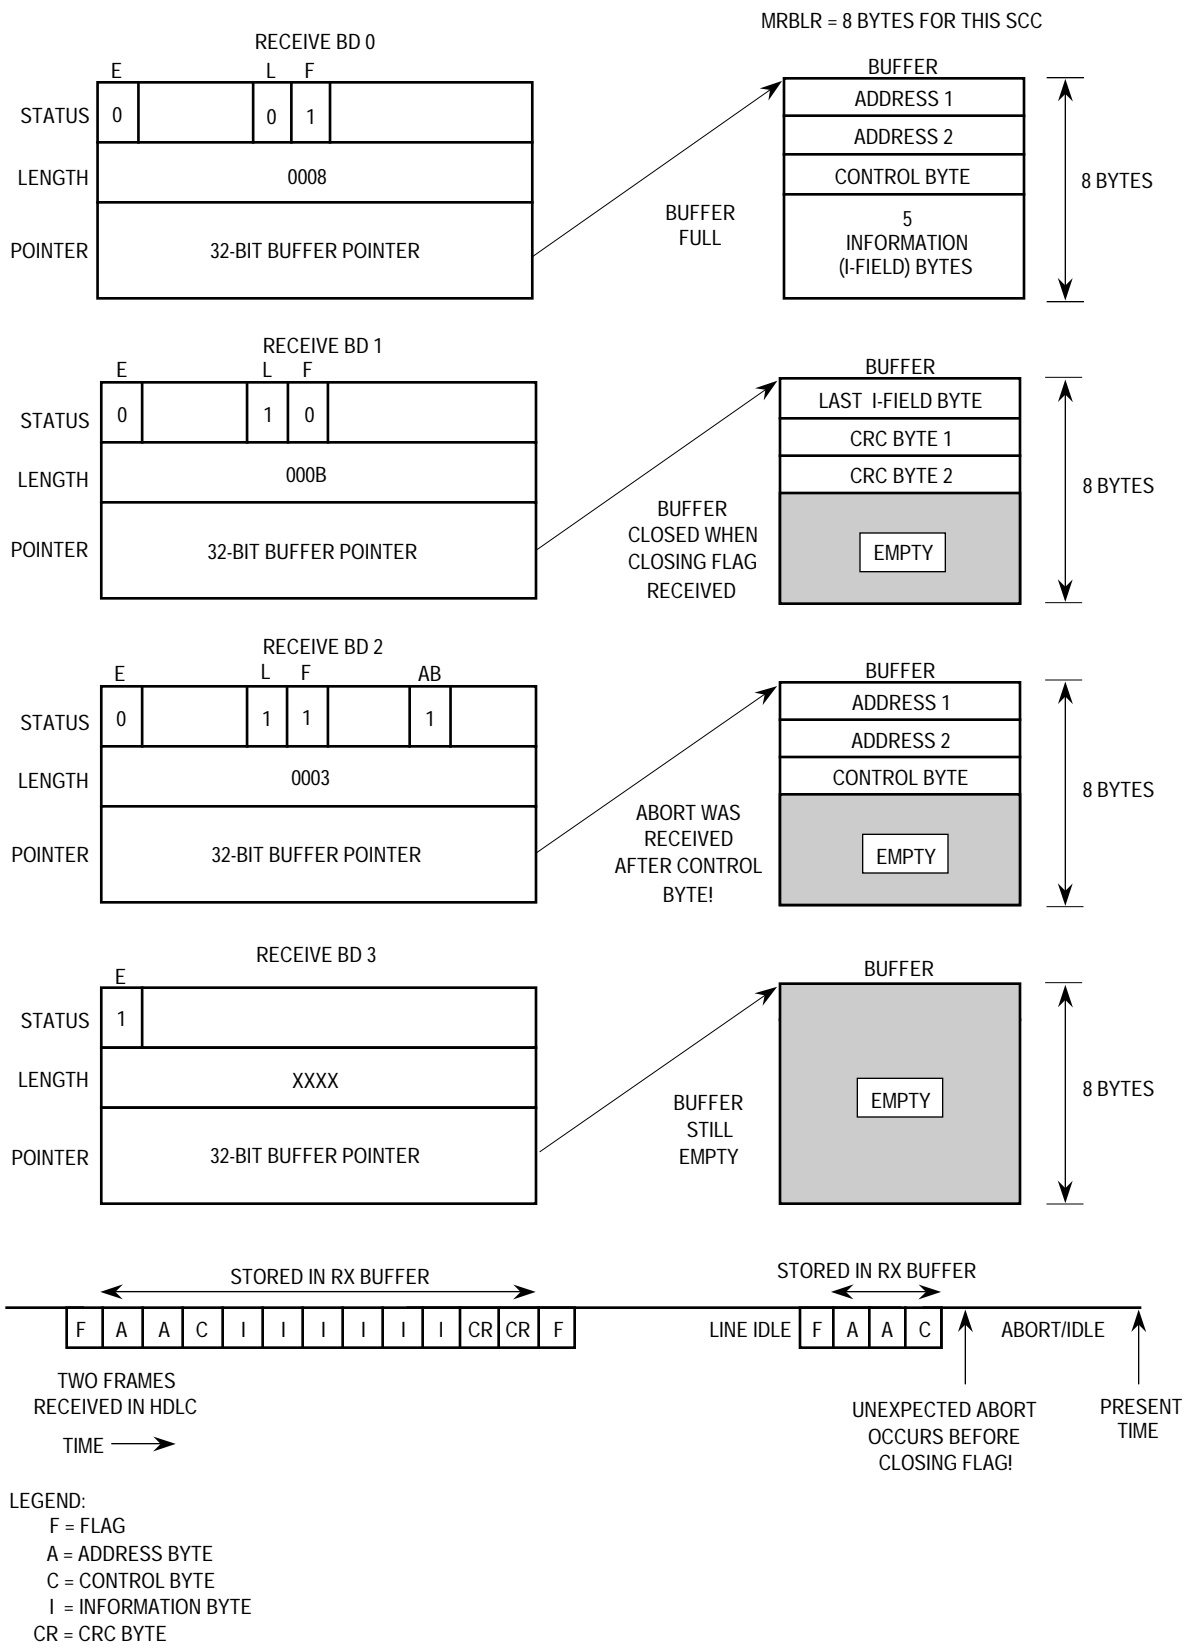 MRBLR = 8 BYTES FOR THIS SCC
RECEIVE BD 0
E L F
STATUS 0 0 1
LENGTH 0008
POINTER 32-BIT BUFFER POINTER
BUFFER
FULL
BUFFER
ADDRESS 1
ADDRESS 2
CONTROL BYTE
5
INFORMATION
(I-FIELD) BYTES
8 BYTES
RECEIVE BD 1
E L F
STATUS 0 1 0
LENGTH 000B
POINTER 32-BIT BUFFER POINTER
BUFFER
CLOSED WHEN
CLOSING FLAG
RECEIVED
BUFFER
LAST I-FIELD BYTE
CRC BYTE 1
CRC BYTE 2
EMPTY
8 BYTES
RECEIVE BD 2
E L F AB
STATUS 0 1 1 1
LENGTH 0003
POINTER 32-BIT BUFFER POINTER
ABORT WAS
RECEIVED
AFTER CONTROL
BYTE!
BUFFER
ADDRESS 1
ADDRESS 2
CONTROL BYTE
EMPTY
8 BYTES
RECEIVE BD 3
E
STATUS 1
LENGTH XXXX
POINTER 32-BIT BUFFER POINTER
BUFFER
STILL
EMPTY
BUFFER
EMPTY
8 BYTES
STORED IN RX BUFFER
STORED IN RX BUFFER
F A A C I I I I I I CR CR F
LINE IDLE F A A C
ABORT/IDLE
TWO FRAMES
RECEIVED IN HDLC
TIME
UNEXPECTED ABORT
OCCURS BEFORE
CLOSING FLAG!
PRESENT
TIME
LEGEND:
F = FLAG
A = ADDRESS BYTE
C = CONTROL BYTE
I = INFORMATION BYTE
CR = CRC BYTE